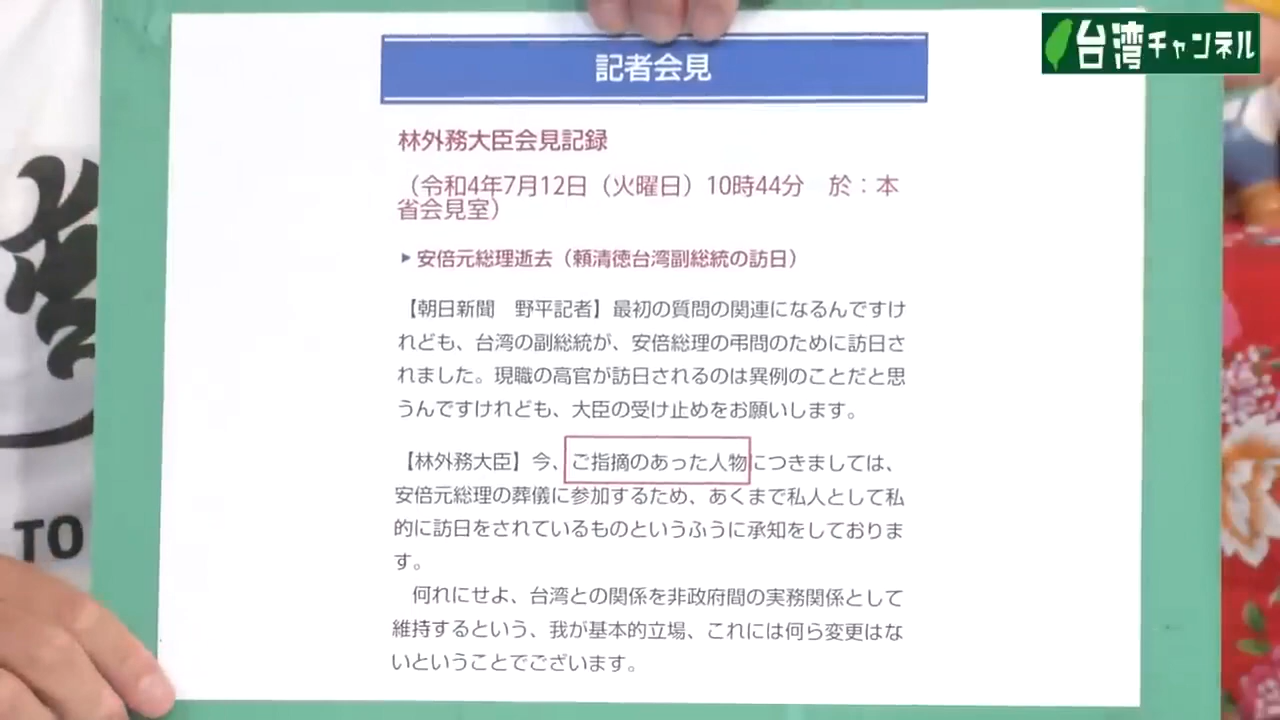 台湾チャンネル
記者会見
林外務大臣会見記録
（令和4年7月12日（火曜日）10時44分　於：本
省会見室）
安倍元総理逝去（頼清徳台湾副総統の訪日）
【朝日新聞　野平記者】最初の質問の関連になるんですけ
れども、台湾の副総統が、安倍総理の弔問のために訪日さ
れました。現職の高官が訪日されるのは異例のことだと思
うんですけれども、大臣の受け止めをお願いします。
【林外務大臣】今、ご指摘のあった人物につきましては、
安倍元総理の葬儀に参加するため、あくまで私人として私
的に訪日をされているものというふうに承知をしておりま
す。
　何れにせよ、台湾との関係を非政府間の実務関係として
維持するという、我が基本的立場、これには何ら変更はな
いということでございます。
TO